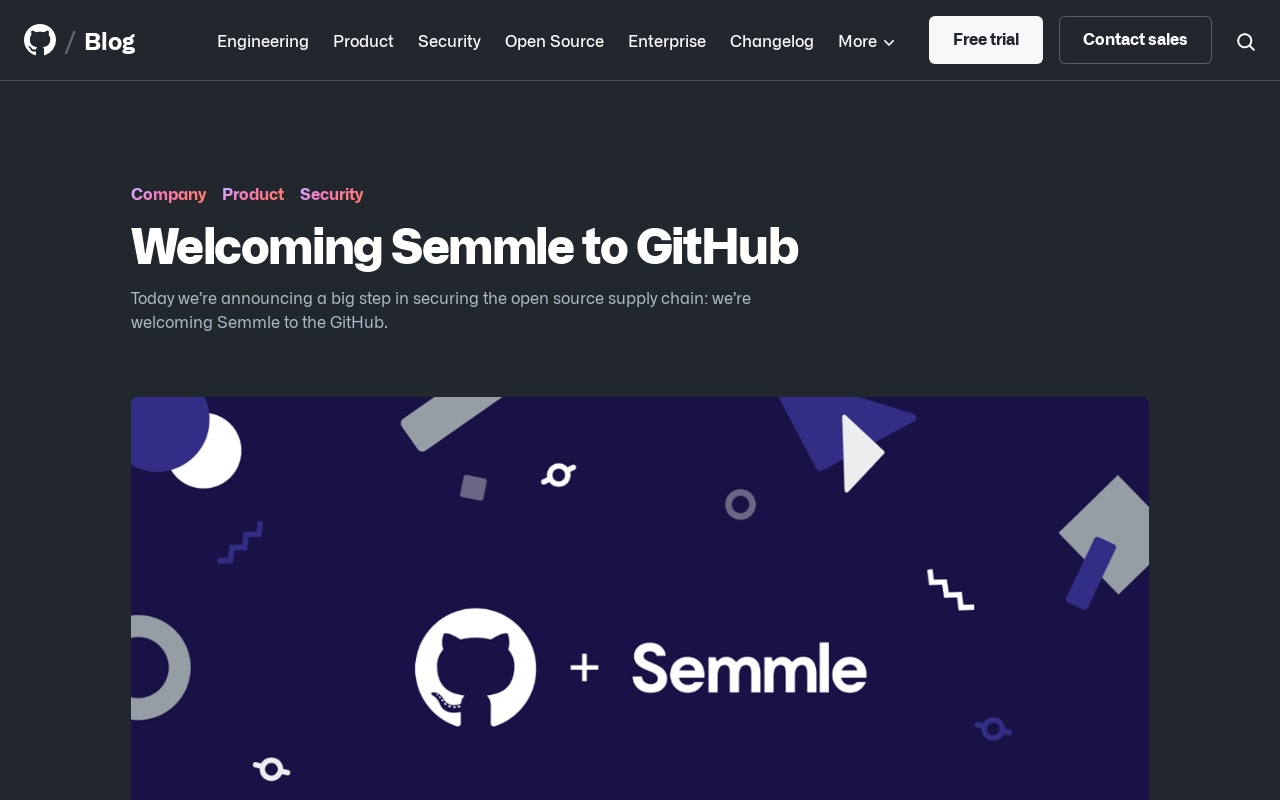 / Blog
Engineering Product Security Open Source Enterprise Changelog More Free trial Contact sales
Company Product Security
Welcoming Semmle to GitHub
Today we’re announcing a big step in securing the open source supply chain: we’re
welcoming Semmle to the GitHub.
+ Semmle